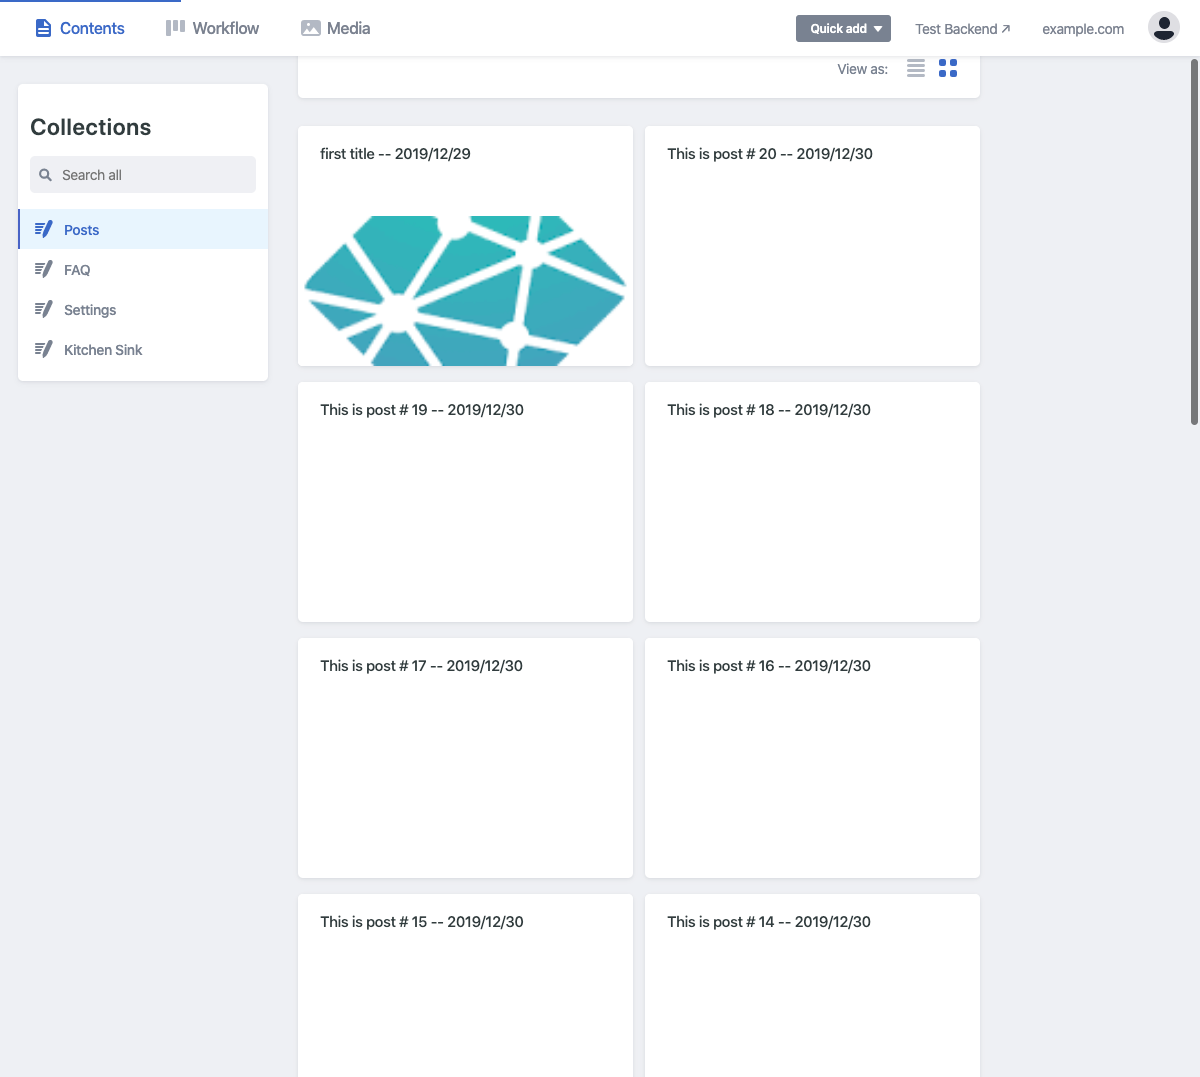 Contents
Workflow
Media
Quick add
Test Backend
example.com
View as:
Collections
Search all
Posts
FAQ
Settings
Kitchen Sink
first title -- 2019/12/29
This is post # 20 -- 2019/12/30
This is post # 19 -- 2019/12/30
This is post # 18 -- 2019/12/30
This is post # 17 -- 2019/12/30
This is post # 16 -- 2019/12/30
This is post # 15 -- 2019/12/30
This is post # 14 -- 2019/12/30